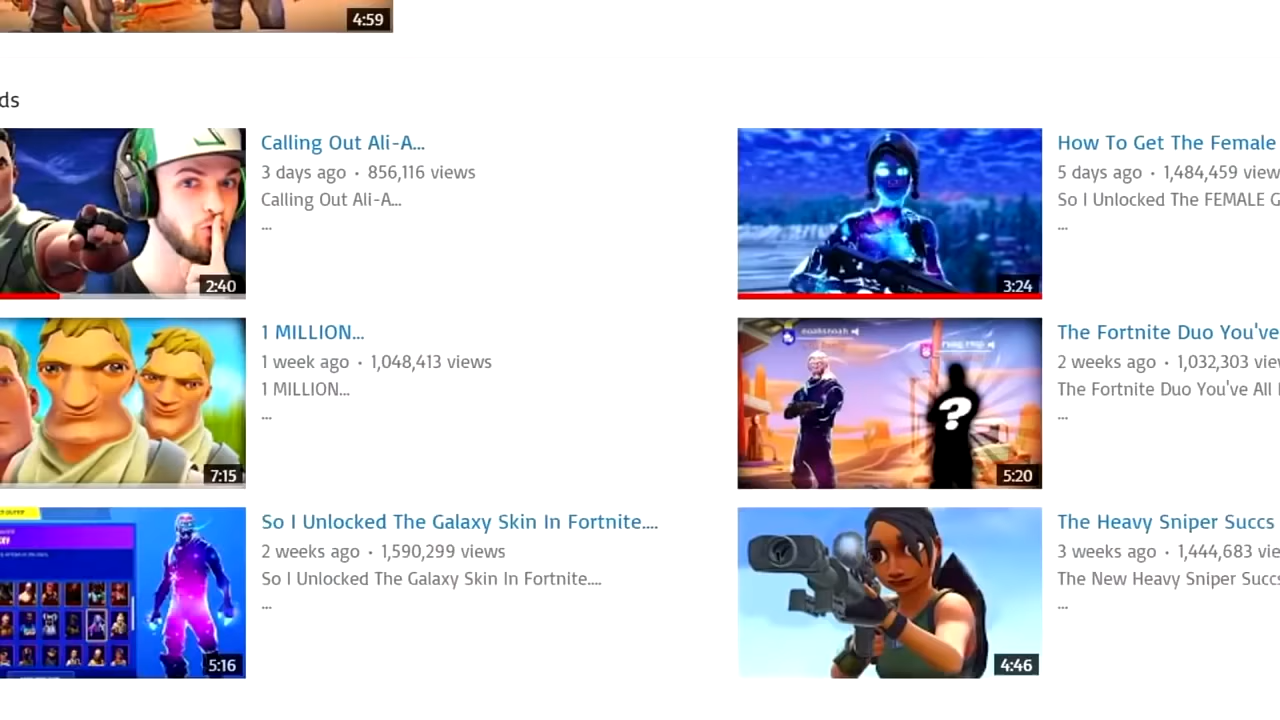 4:59
ds
Calling Out Ali-A...
3 days ago • 856,116 views
Calling Out Ali-A...
...
2:40
How To Get The Female
5 days ago • 1,484,459 view
So I Unlocked The FEMALE G
...
3:24
1 MILLION...
1 week ago • 1,048,413 views
1 MILLION...
...
7:15
The Fortnite Duo You've
2 weeks ago • 1,032,303 vie
The Fortnite Duo You've All
...
?
5:20
So I Unlocked The Galaxy Skin In Fortnite....
2 weeks ago • 1,590,299 views
So I Unlocked The Galaxy Skin In Fortnite....
...
5:16
The Heavy Sniper Succs
3 weeks ago • 1,444,683 vie
The New Heavy Sniper Succs
...
4:46